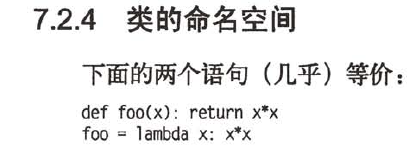 7.2.4 类的命名空间
下面的两个语句（几乎）等价：
def foo(x): return x*x
foo = lambda x: x*x